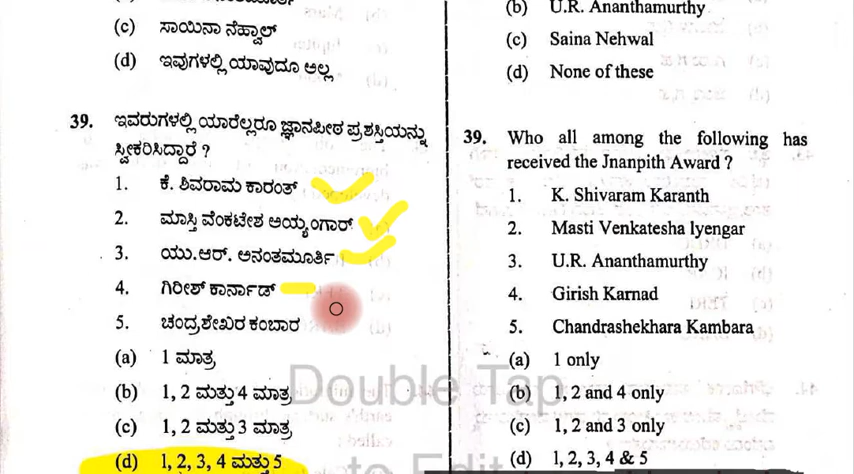 (c) ಸಾಯಿನಾ ನೆಹ್ವಾಲ್
(d) ಇವುಗಳಲ್ಲಿ ಯಾವುದೂ ಅಲ್ಲ
39. ಇವರುಗಳಲ್ಲಿ ಯಾರೆಲ್ಲರೂ ಜ್ಞಾನಪೀಠ ಪ್ರಶಸ್ತಿಯನ್ನು
ಸ್ವೀಕರಿಸಿದ್ದಾರೆ ?
1. ಕೆ. ಶಿವರಾಮ ಕಾರಂತ್
2. ಮಾಸ್ತಿ ವೆಂಕಟೇಶ ಅಯ್ಯಂಗಾರ್
3. ಯು.ಆರ್. ಅನಂತಮೂರ್ತಿ
4. ಗಿರೀಶ್ ಕಾರ್ನಾಡ್
5. ಚಂದ್ರಶೇಖರ ಕಂಬಾರ
(a) 1 ಮಾತ್ರ
(b) 1, 2 ಮತ್ತು 4 ಮಾತ್ರ
(c) 1, 2 ಮತ್ತು 3 ಮಾತ್ರ
(d) 1, 2, 3, 4 ಮತ್ತು 5
(b) U.R. Ananthamurthy
(c) Saina Nehwal
(d) None of these
39. Who all among the following has
received the Jnanpith Award ?
1. K. Shivaram Karanth
2. Masti Venkatesha lyengar
3. U.R. Ananthamurthy
4. Girish Karnad
5. Chandrashekhara Kambara
(a) 1 only
(b) 1, 2 and 4 only
(c) 1, 2 and 3 only
(d) 1, 2, 3, 4 & 5
Double Tap
to Edit